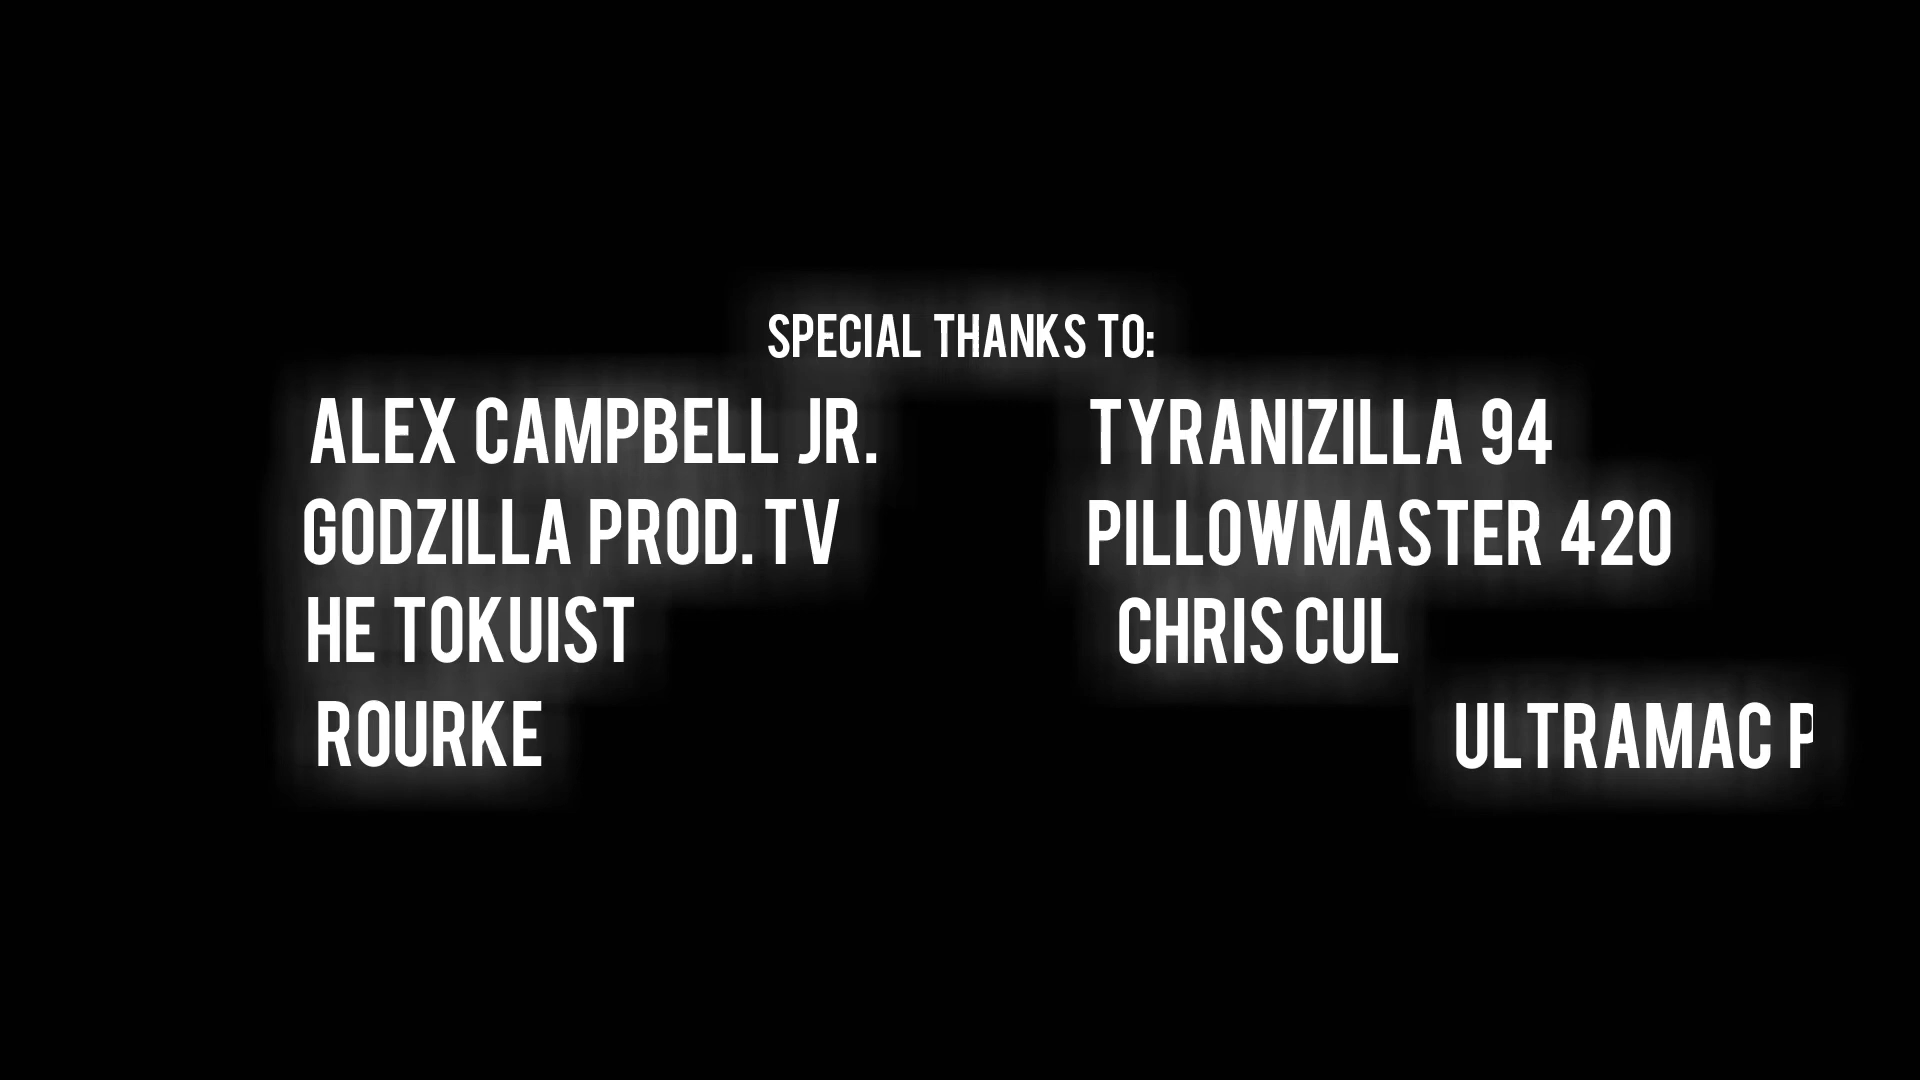 SPECIAL THANKS TO:
ALEX CAMPBELL JR.
TYRANIZILLA 94
GODZILLA PROD. TV
PILLOWMASTER 420
HE TOKUIST
CHRIS CUL
ROURKE
ULTRAMAC P